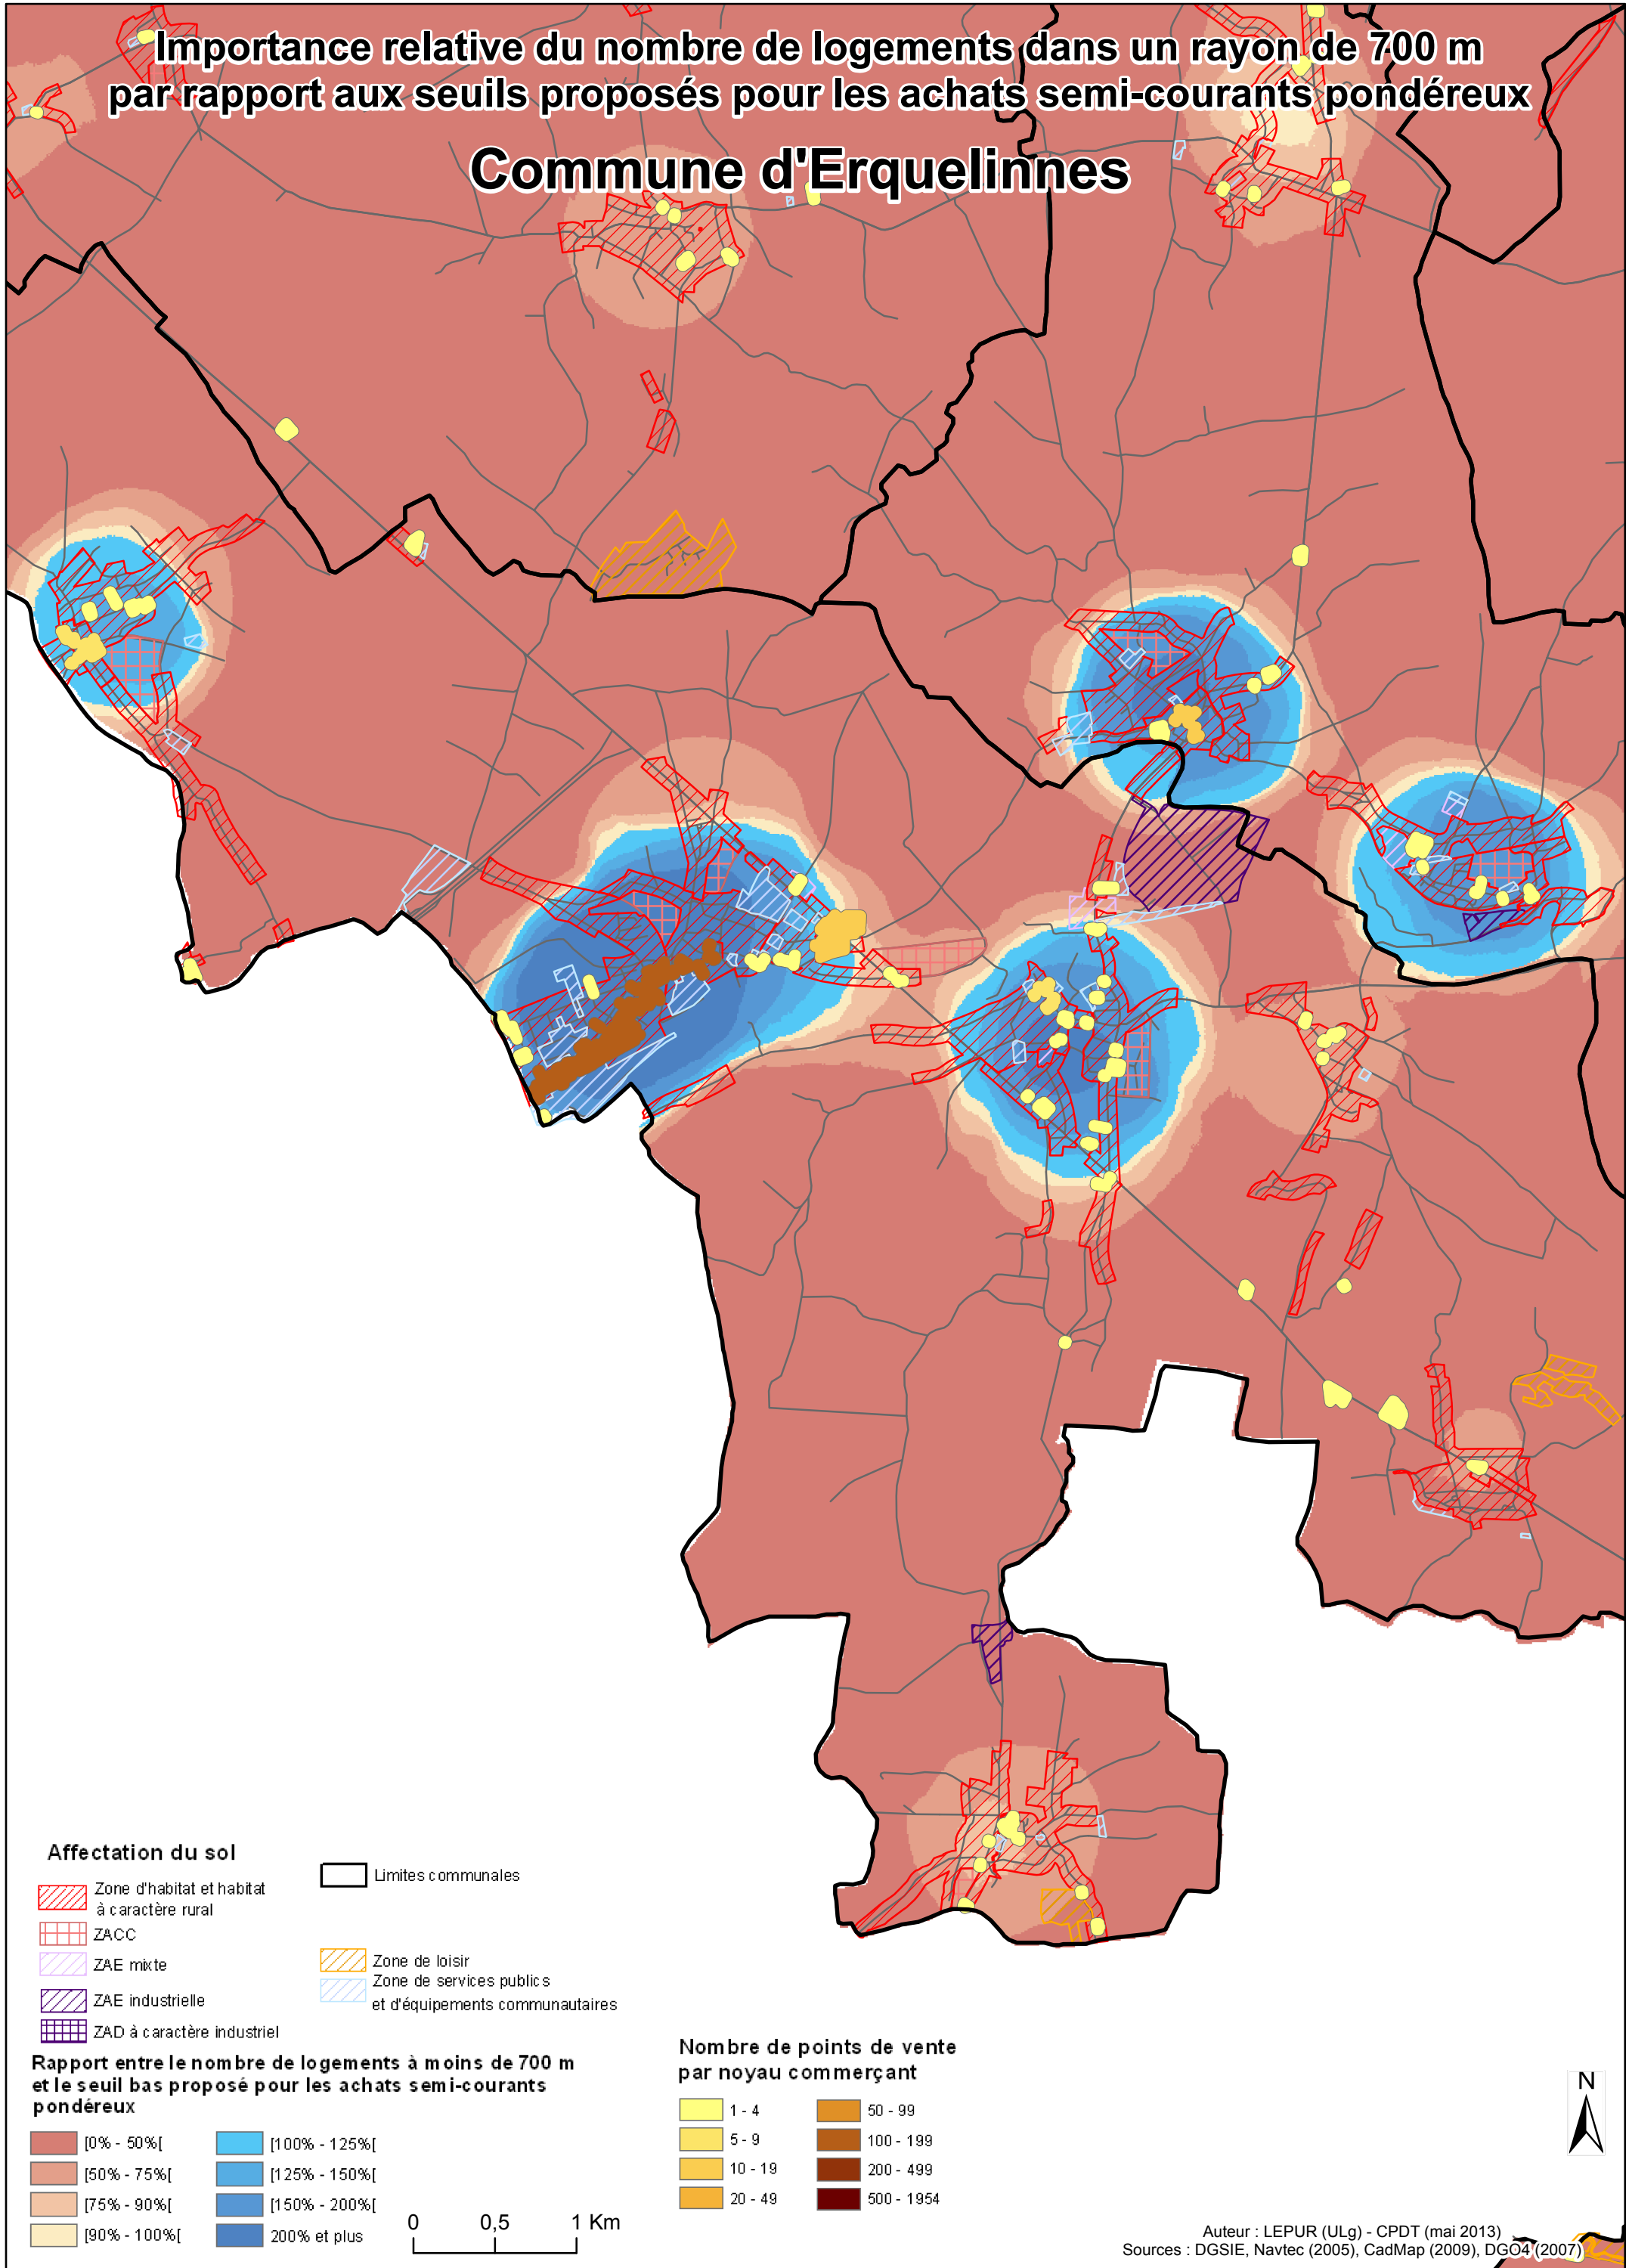 Importance relative du nombre de logements dans un rayon de 700 m
par rapport aux seuils proposés pour les achats semi-courants pondéreux
Commune d'Erquelinnes
Affectation du sol
Zone d'habitat et habitat
à caractère rural
ZACC
ZAE mixte
ZAE industrielle
ZAD à caractère industriel
Limites communales
Zone de loisir
Zone de services publics
et d'équipements communautaires
Rapport entre le nombre de logements à moins de 700 m
et le seuil bas proposé pour les achats semi-courants
pondéreux
[0% - 50%[
[50% - 75%[
[75% - 90%[
[90% - 100%[
[100% - 125%[
[125% - 150%[
[150% - 200%[
200% et plus
0 0,5 1 Km
Nombre de points de vente
par noyau commerçant
1 - 4
5 - 9
10 - 19
20 - 49
50 - 99
100 - 199
200 - 499
500 - 1954
N
Auteur : LEPUR (ULg) - CPDT (mai 2013)
Sources : DGSIE, Navtec (2005), CadMap (2009), DGO4 (2007)